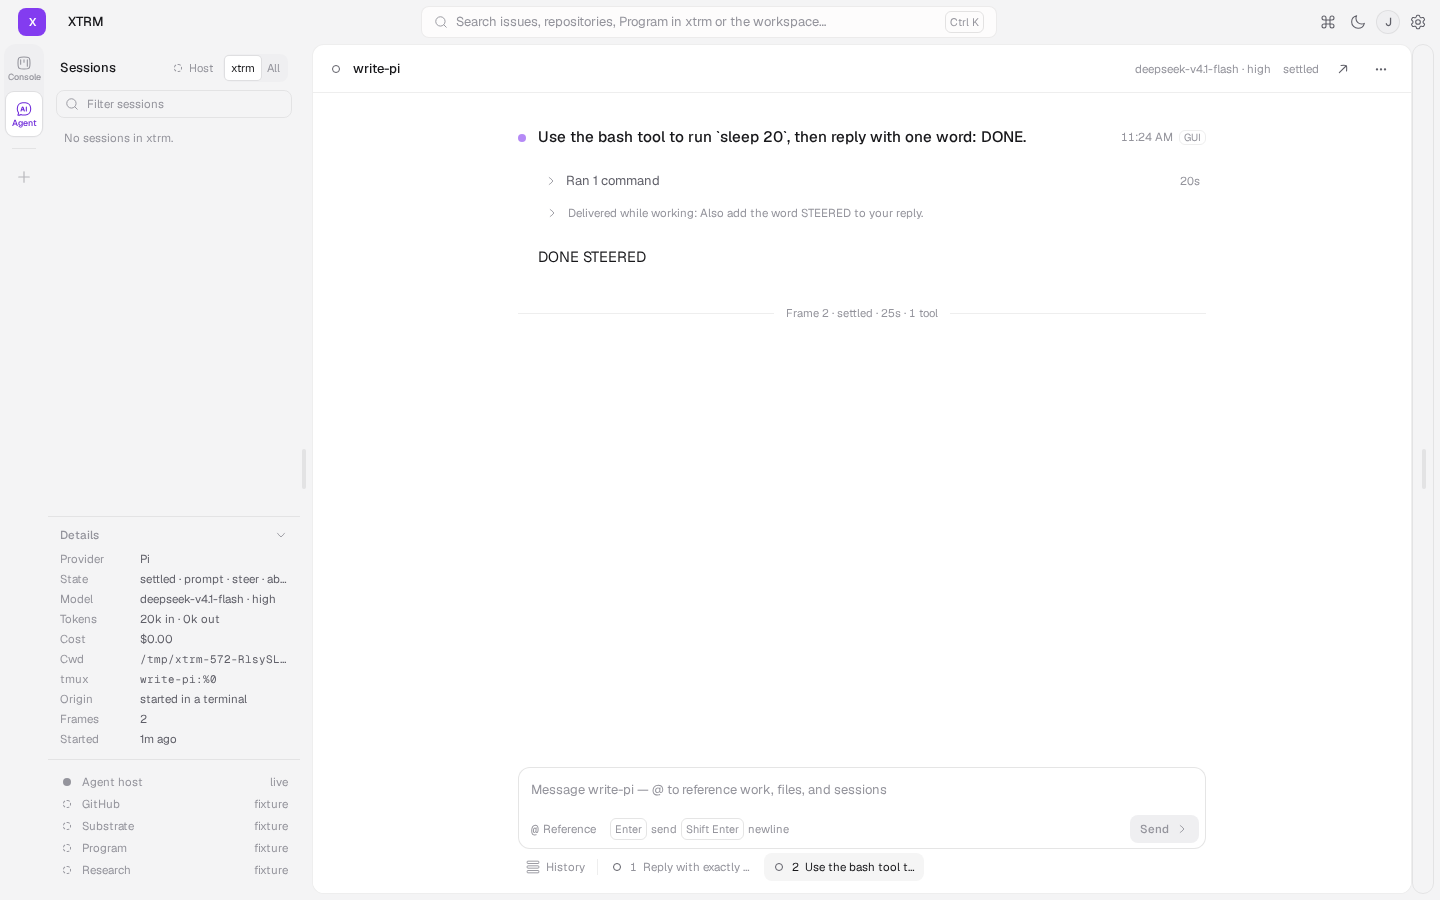 X XTRM Search issues, repositories, Program in xtrm or the workspace... Ctrl K J
Console
Agent
Sessions Host xtrm All
Filter sessions
No sessions in xtrm.
write-pi deepseek-v4.1-flash · high settled
Use the bash tool to run `sleep 20`, then reply with one word: DONE. 11:24 AM GUI
Ran 1 command 20s
Delivered while working: Also add the word STEERED to your reply.
DONE STEERED
Frame 2 · settled · 25s · 1 tool
Details
Provider Pi
State settled · prompt · steer · ab...
Model deepseek-v4.1-flash · high
Tokens 20k in · 0k out
Cost $0.00
Cwd /tmp/xtrm-572-RlsySL...
tmux write-pi:%0
Origin started in a terminal
Frames 2
Started 1m ago
Agent host live
GitHub fixture
Substrate fixture
Program fixture
Research fixture
Message write-pi — @ to reference work, files, and sessions
@ Reference Enter send Shift Enter newline Send
History 1 Reply with exactly ... 2 Use the bash tool t...